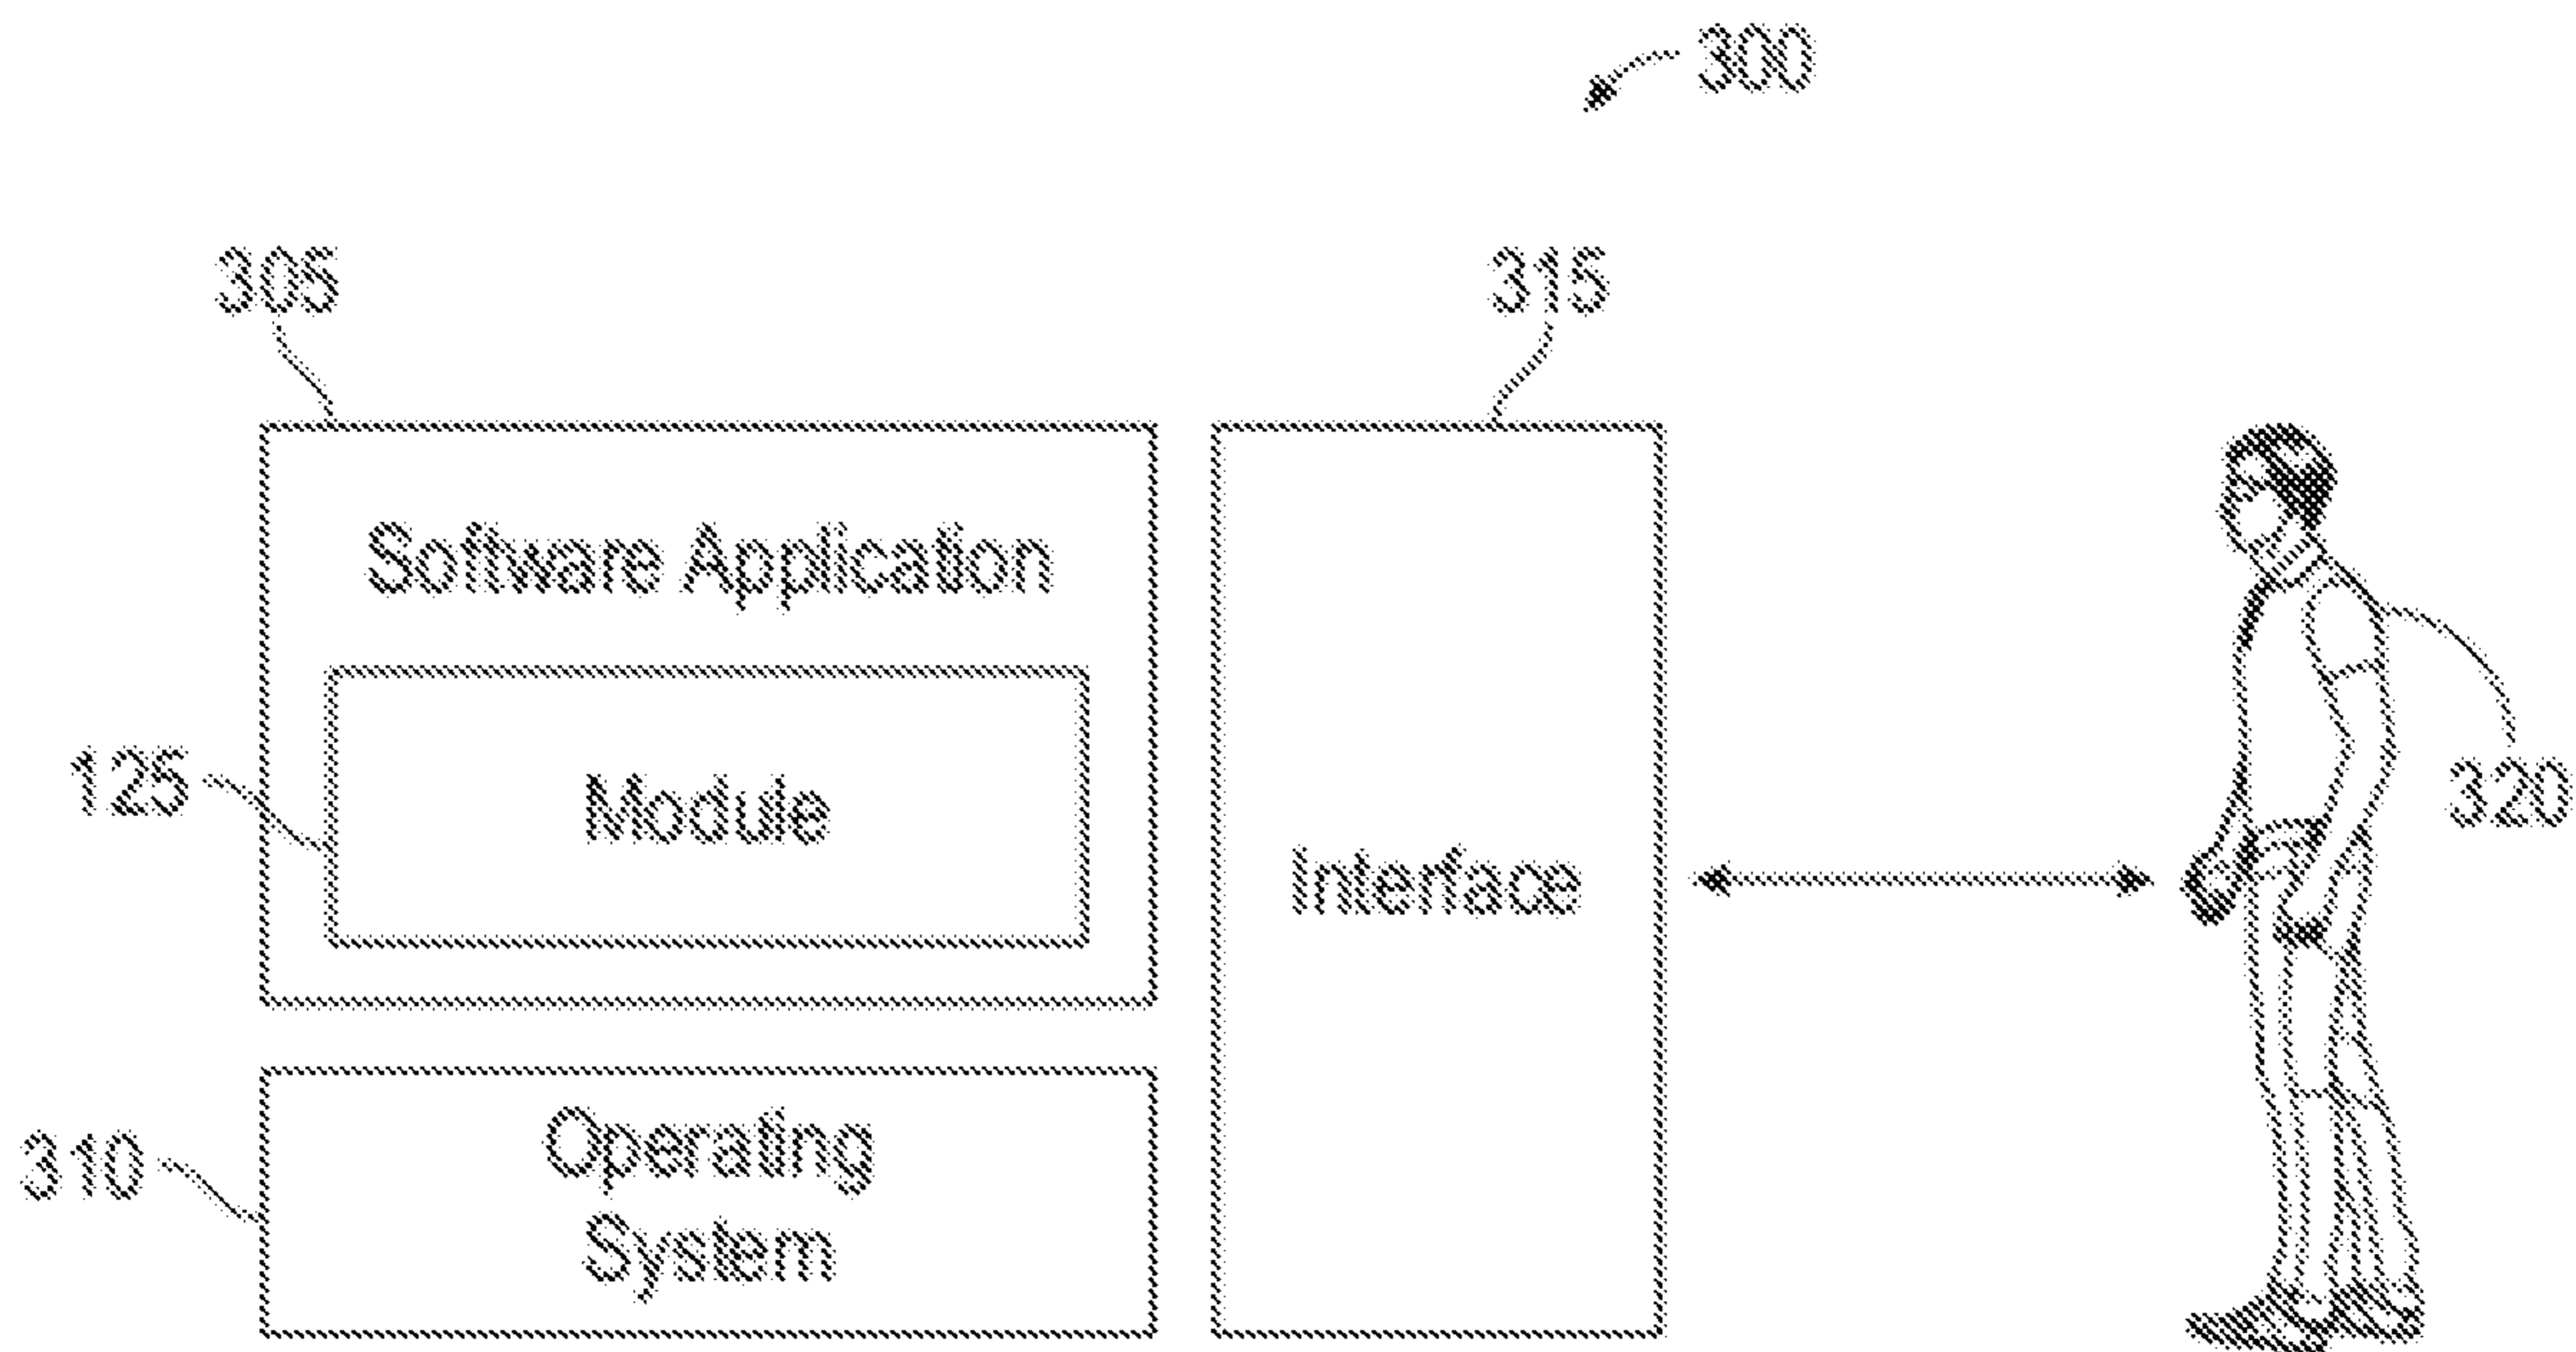 300
305
315
Software Application
125
Module
320
Interface
310
Operating
System